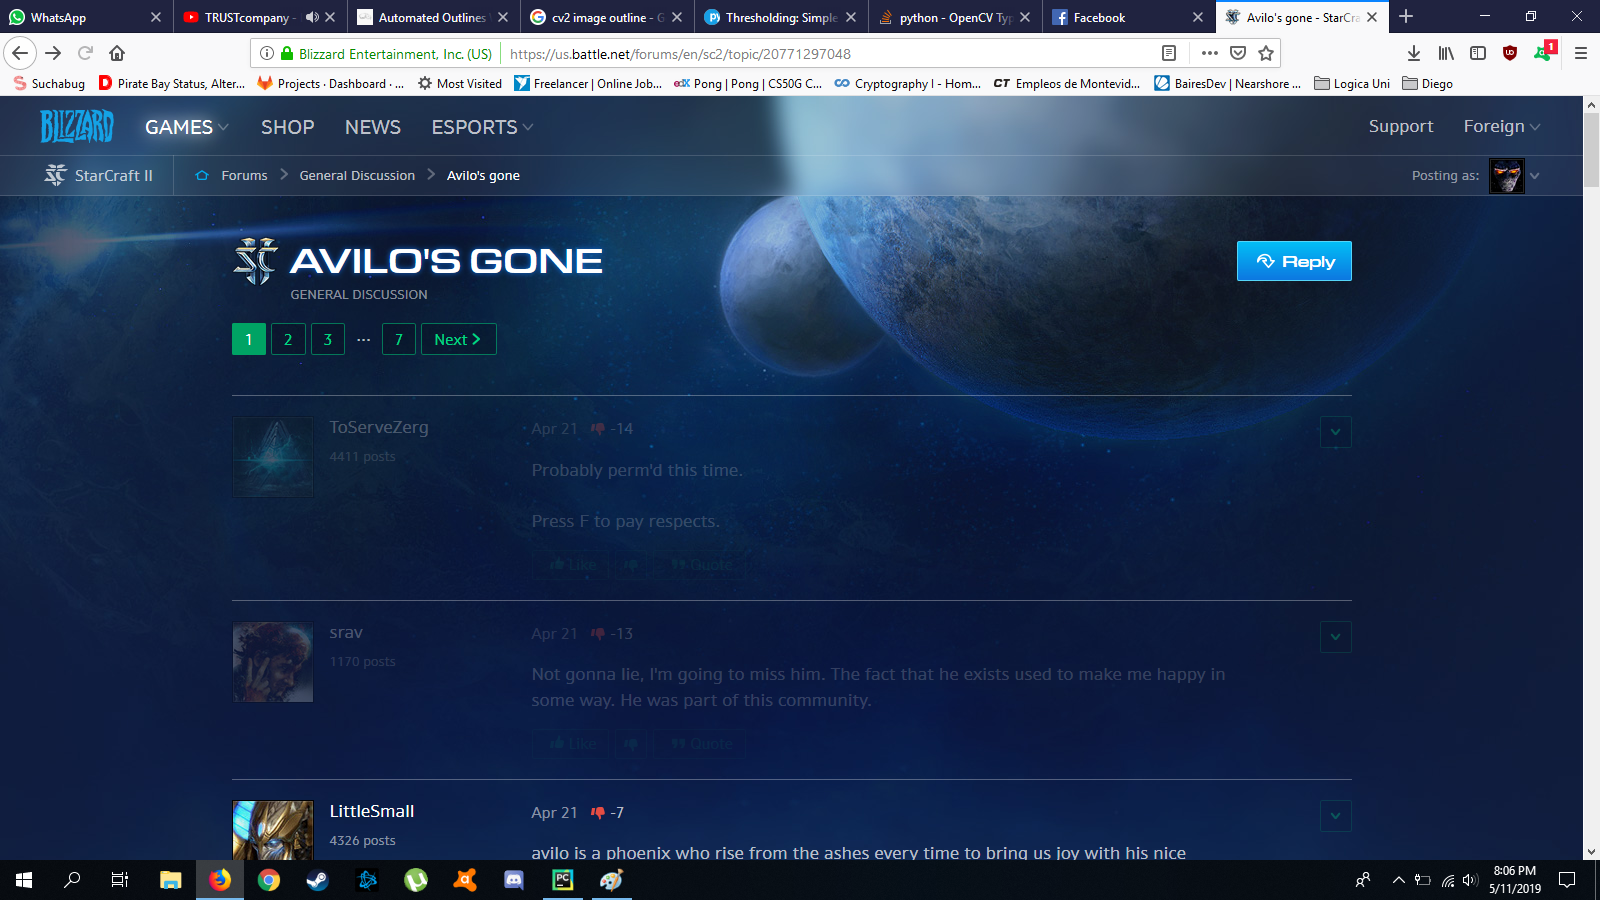 WhatsApp
TRUSTcompany -
Automated Outlines
cv2 image outline - G
Thresholding: Simple
python - OpenCV Typ
Facebook
Avilo's gone - StarCra
Blizzard Entertainment, Inc. (US)
https://us.battle.net/forums/en/sc2/topic/20771297048
1
Suchabug
Pirate Bay Status, Alter...
Projects · Dashboard · ...
Most Visited
Freelancer | Online Job...
edX Pong | Pong | CS50G C...
Cryptography I - Hom...
CT Empleos de Montevid...
BairesDev | Nearshore ...
Logica Uni
Diego
BLIZZARD
GAMES
SHOP
NEWS
ESPORTS
Support
Foreign
StarCraft II
Forums
General Discussion
Avilo's gone
Posting as:
AVILO'S GONE
GENERAL DISCUSSION
Reply
1 2 3 ... 7 Next
ToServeZerg
4411 posts
Apr 21 -14
Probably perm'd this time.
Press F to pay respects.
Like
Quote
srav
1170 posts
Apr 21 -13
Not gonna lie, I'm going to miss him. The fact that he exists used to make me happy in
some way. He was part of this community.
Like
Quote
LittleSmall
4326 posts
Apr 21 -7
avilo is a phoenix who rise from the ashes every time to bring us joy with his nice
PC
8:06 PM
5/11/2019